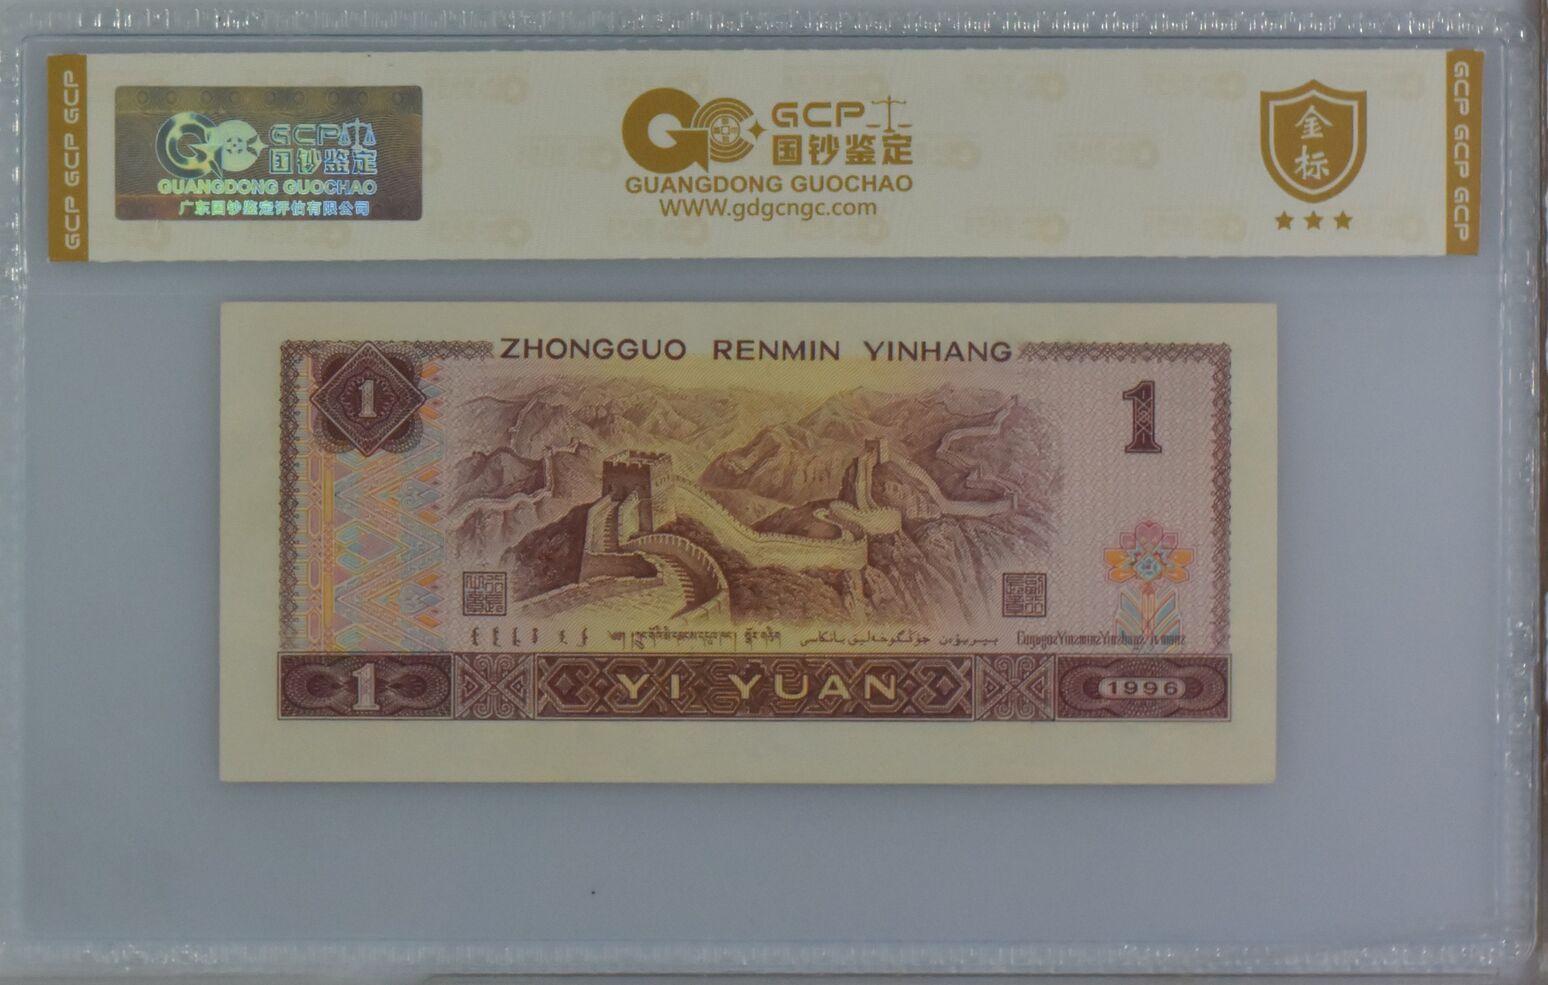 GCP GCP GCP
GCP
国钞鉴定
GUANGDONG GUOCHAO
广东国钞鉴定评估有限公司
GCP
国钞鉴定
GUANGDONG GUOCHAO
WWW.gdgcngc.com
金
标
GCP GCP GCP
ZHONGGUO RENMIN YINHANG
1
1
1
YI YUAN
1996